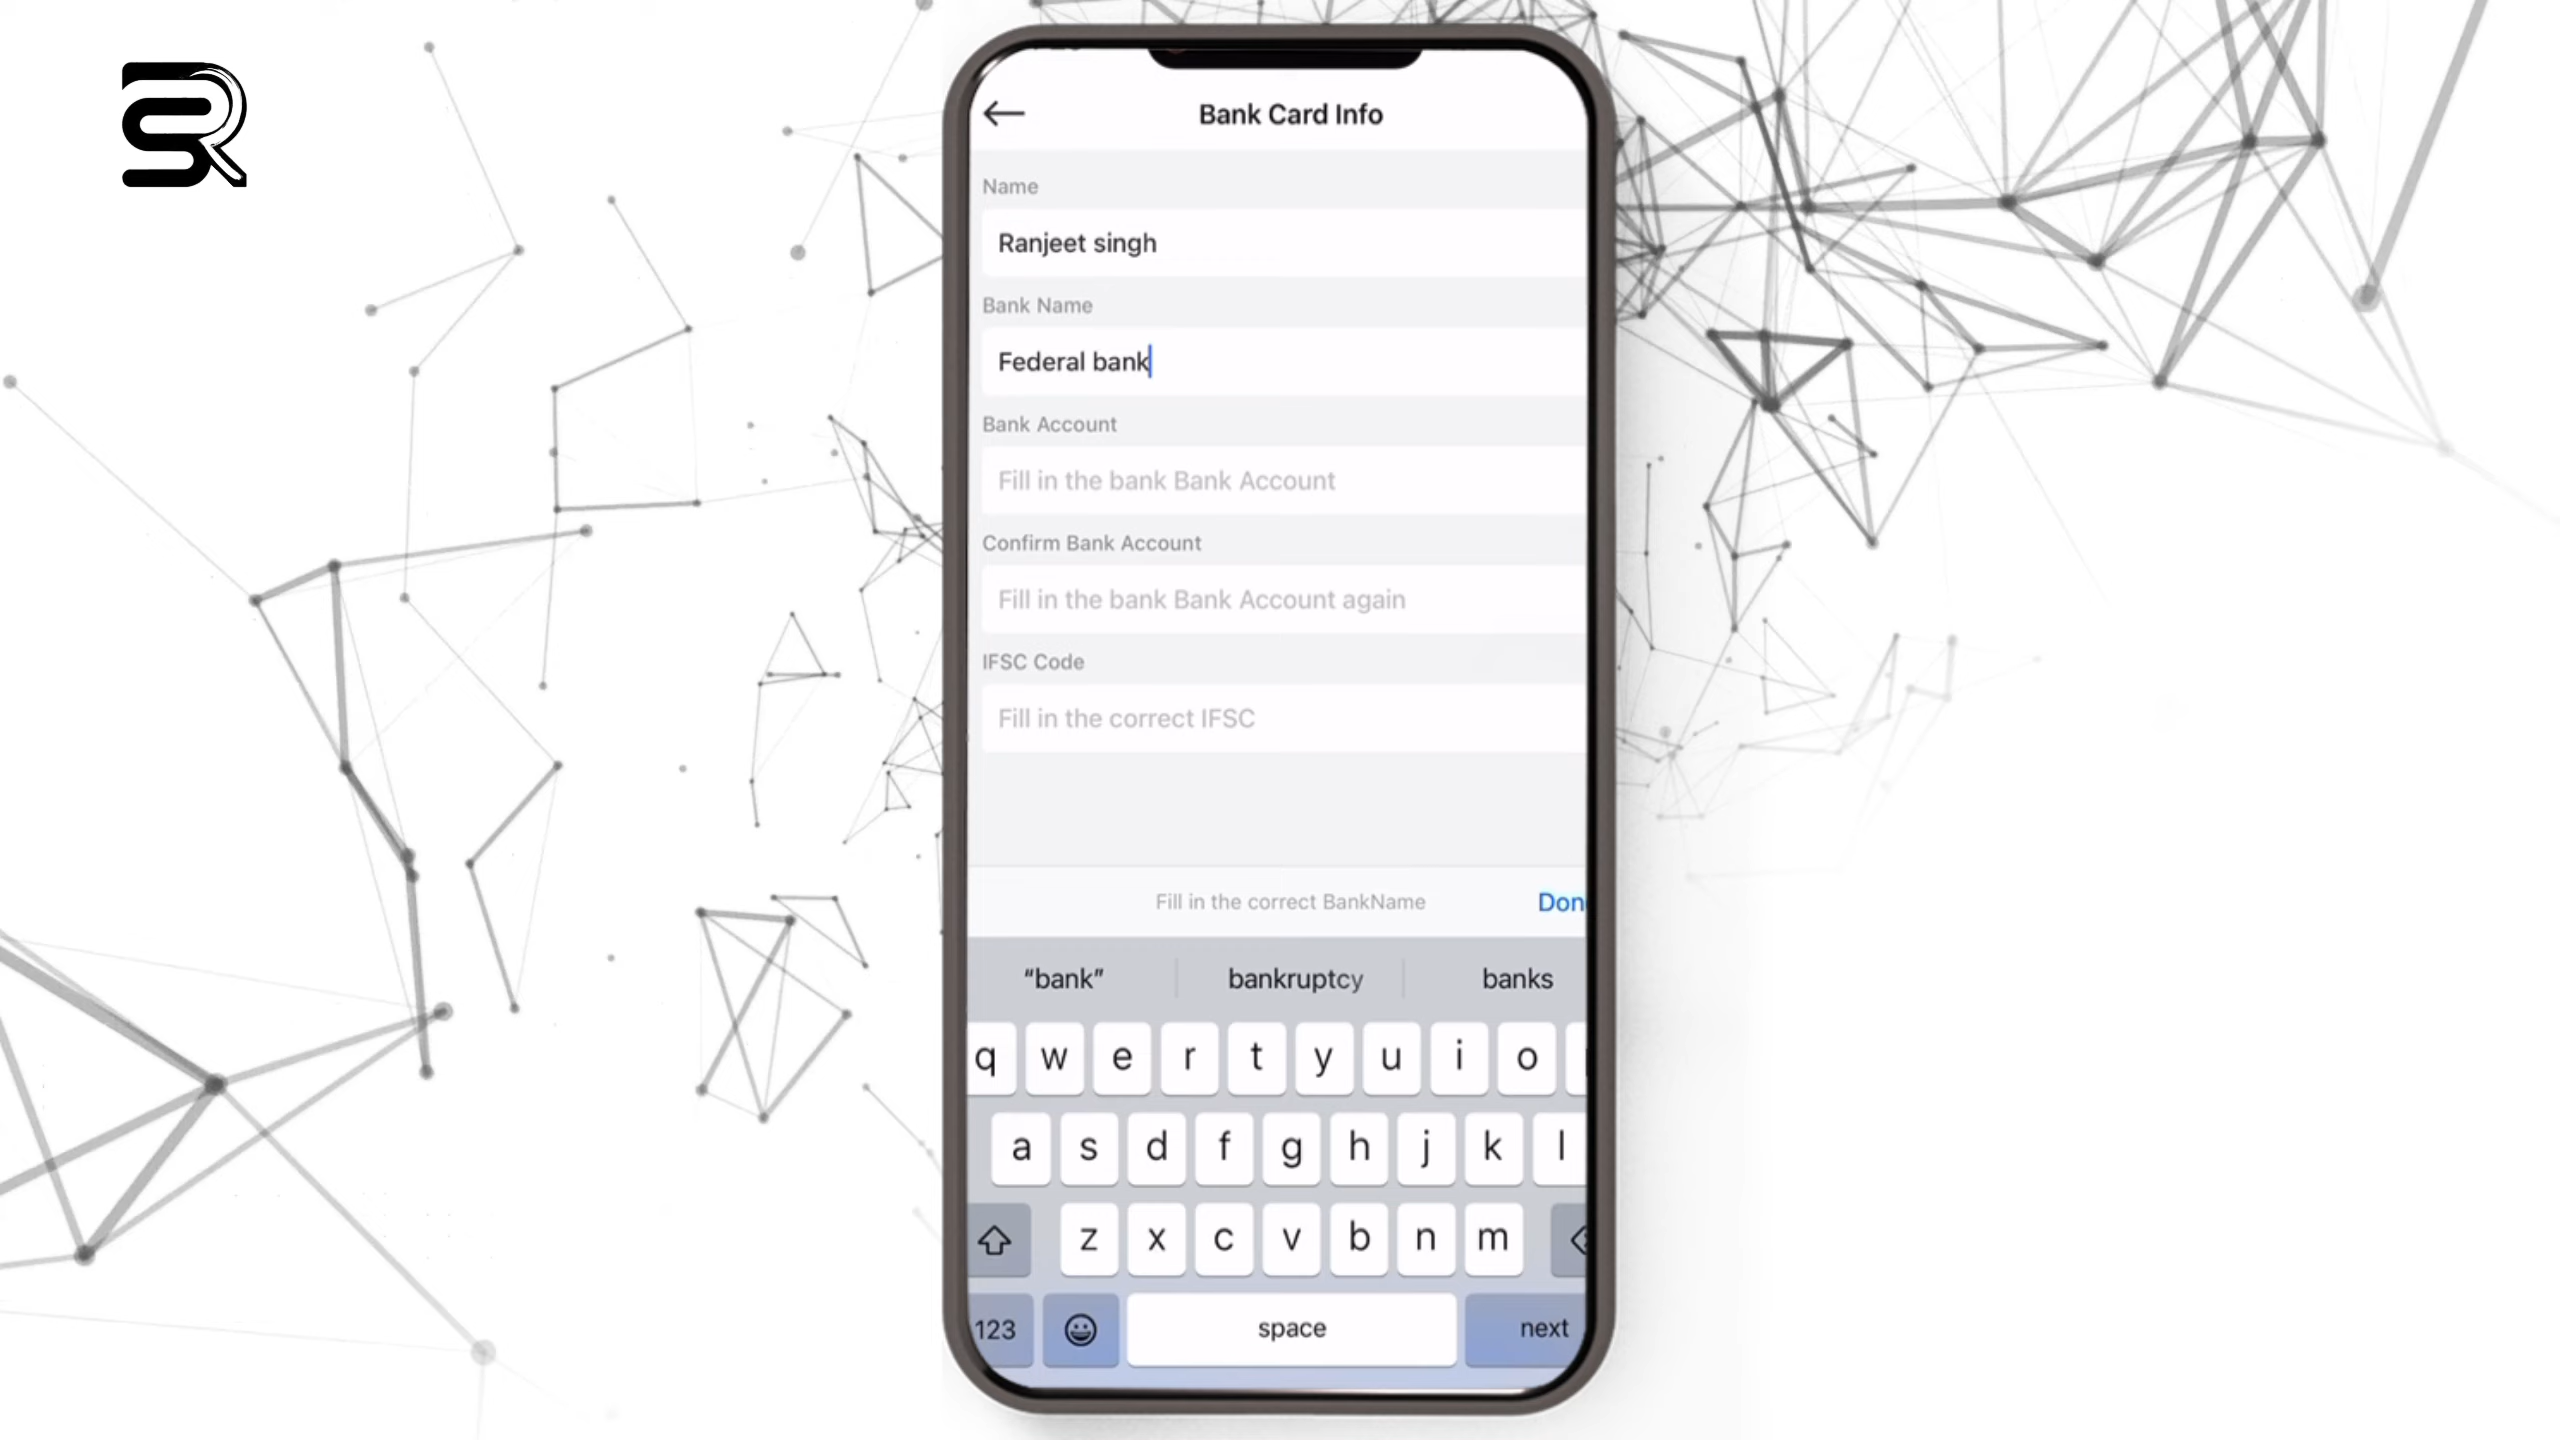 Bank Card Info
Name
Ranjeet singh
Bank Name
Federal bank
Bank Account
Fill in the bank Bank Account
Confirm Bank Account
Fill in the bank Bank Account again
IFSC Code
Fill in the correct IFSC
Fill in the correct BankName
Don
“bank” bankruptcy banks
q w e r t y u i o
a s d f g h j k l
z x c v b n m
123 space next